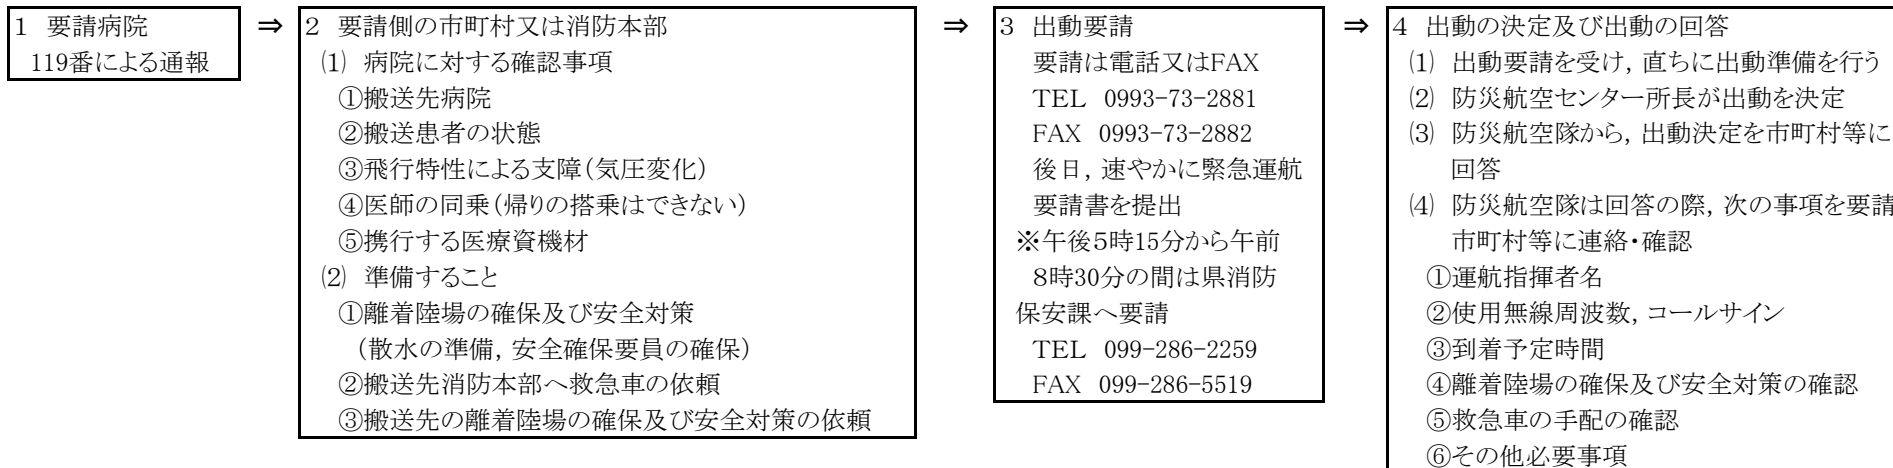 1　要請病院
119番による通報
⇒
2　要請側の市町村又は消防本部
⑴　病院に対する確認事項
①搬送先病院
②搬送患者の状態
③飛行特性による支障（気圧変化）
④医師の同乗（帰りの搭乗はできない）
⑤携行する医療資機材
⑵　準備すること
①離着陸場の確保及び安全対策
（散水の準備，安全確保要員の確保）
②搬送先消防本部へ救急車の依頼
③搬送先の離着陸場の確保及び安全対策の依頼
⇒
3　出動要請
要請は電話又はFAX
TEL　0993-73-2881
FAX　0993-73-2882
後日，速やかに緊急運航
要請書を提出
※午後5時15分から午前
8時30分の間は県消防
保安課へ要請
TEL　099-286-2259
FAX　099-286-5519
⇒
4　出動の決定及び出動の回答
⑴　出動要請を受け，直ちに出動準備を行う
⑵　防災航空センター所長が出動を決定
⑶　防災航空隊から，出動決定を市町村等に
回答
⑷　防災航空隊は回答の際，次の事項を要請
市町村等に連絡・確認
①運航指揮者名
②使用無線周波数，コールサイン
③到着予定時間
④離着陸場の確保及び安全対策の確認
⑤救急車の手配の確認
⑥その他必要事項